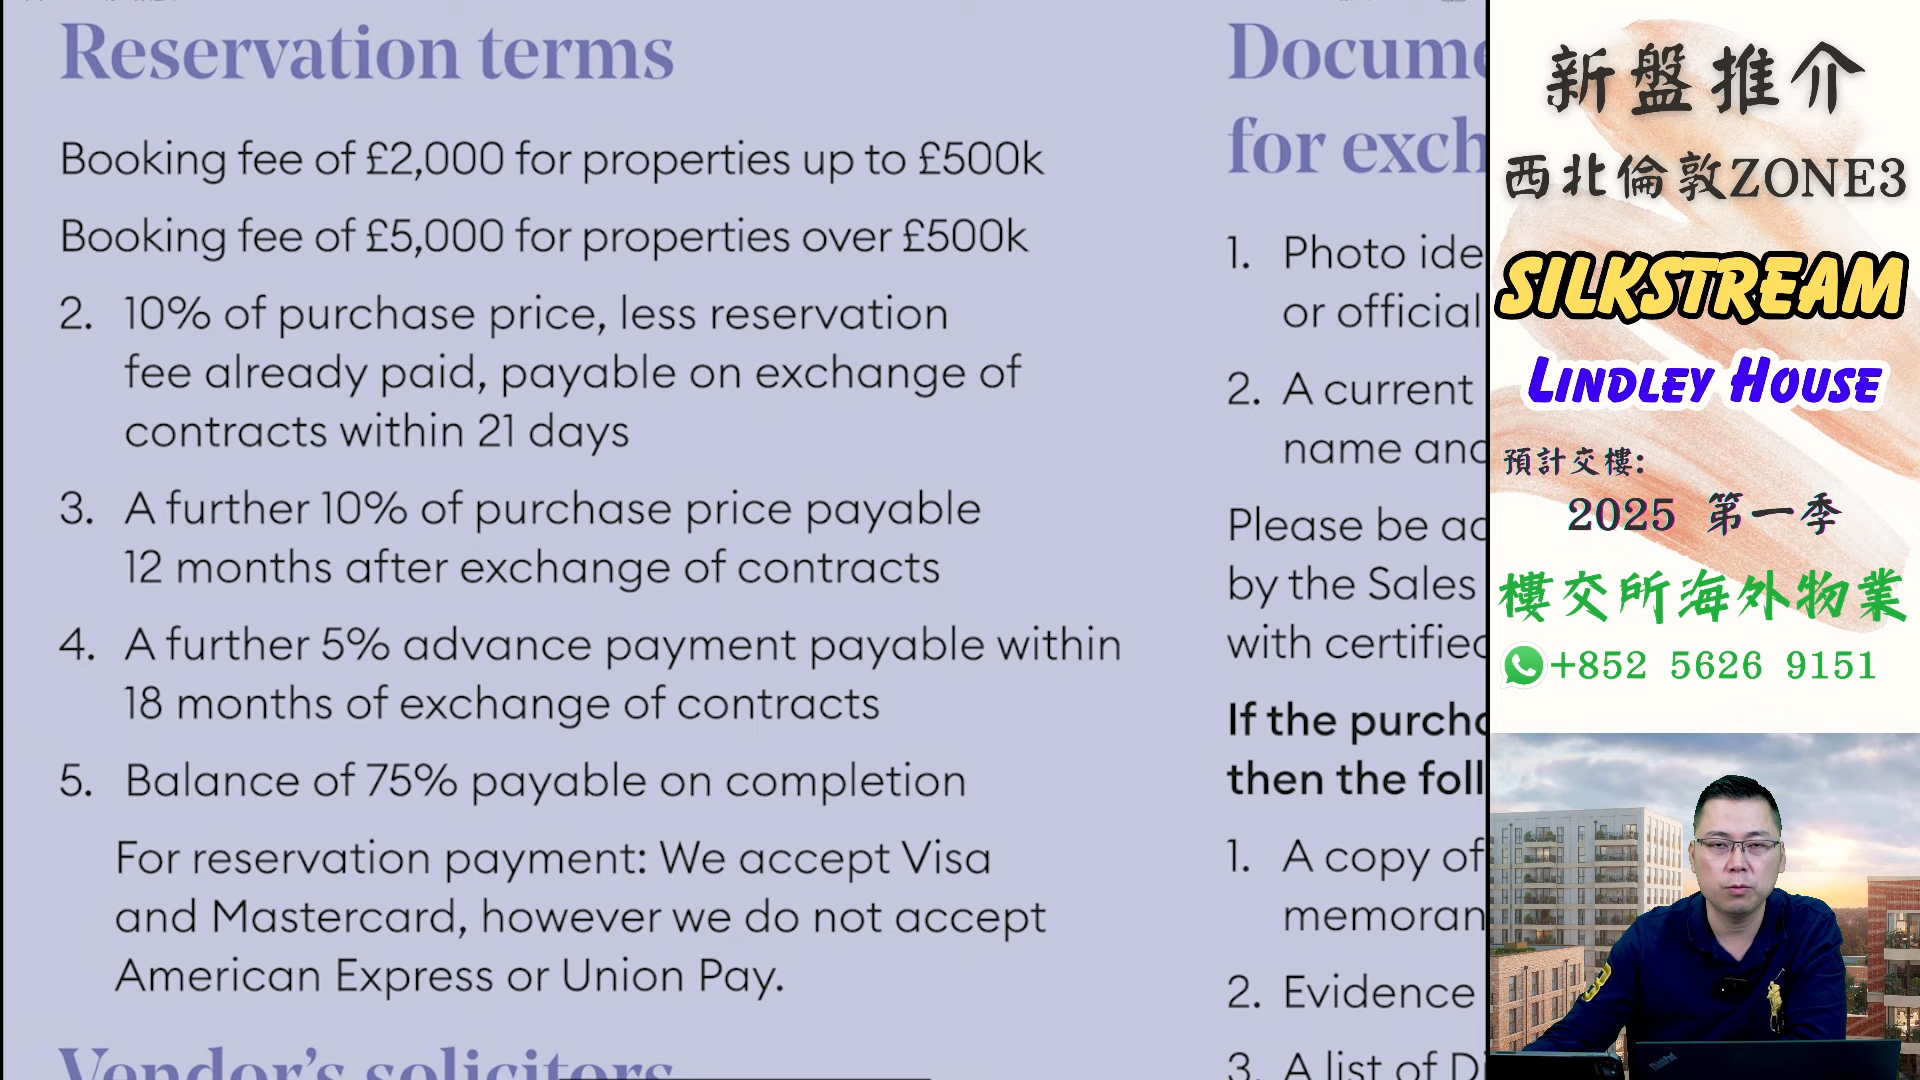 Reservation terms
Booking fee of £2,000 for properties up to £500k
Booking fee of £5,000 for properties over £500k
2. 10% of purchase price, less reservation
fee already paid, payable on exchange of
contracts within 21 days
3. A further 10% of purchase price payable
12 months after exchange of contracts
4. A further 5% advance payment payable within
18 months of exchange of contracts
5. Balance of 75% payable on completion
For reservation payment: We accept Visa
and Mastercard, however we do not accept
American Express or Union Pay.
Vendor's solicitors
Docume
for exch
1. Photo ide
or official
2. A current
name and
Please be ad
by the Sales
with certified
If the purcha
then the foll
1. A copy of
memoran
2. Evidence
3. A list of D
新盤推介
西北倫敦ZONE3
SILKSTREAM
LINDLEY HOUSE
預計交樓:
2025 第一季
樓交所海外物業
+852 5626 9151
ThinkPad